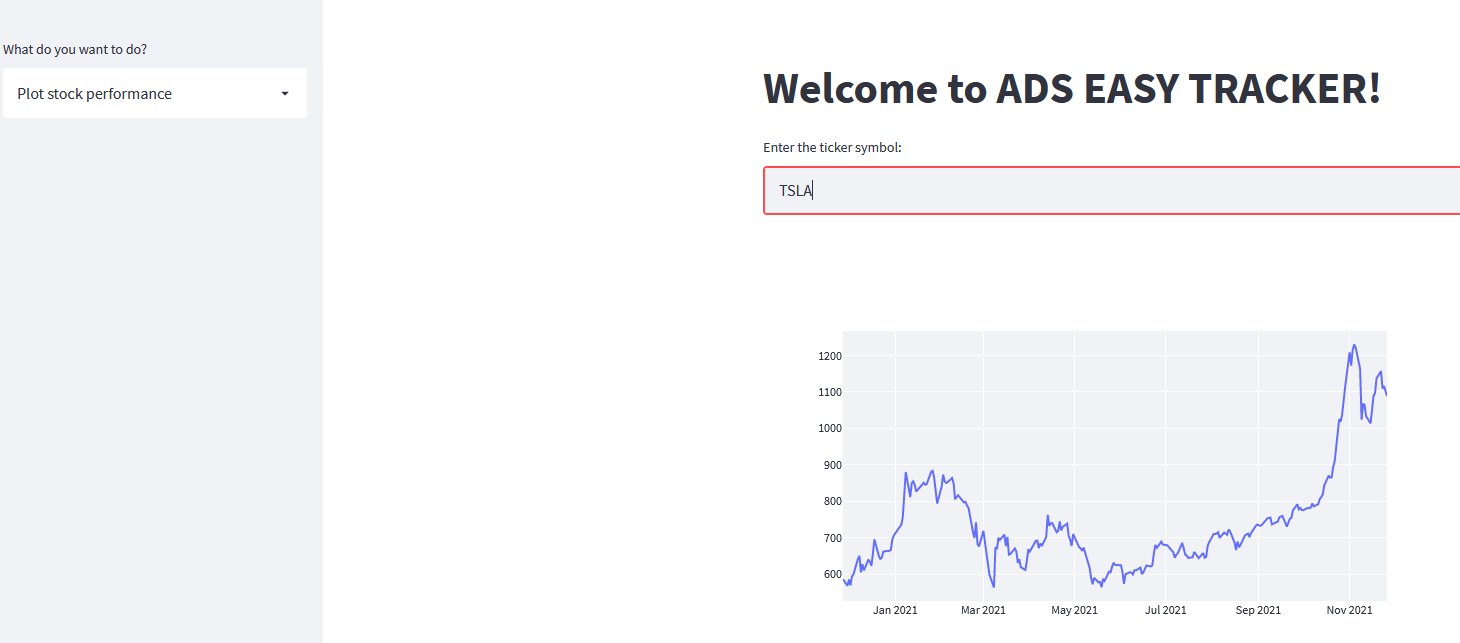 What do you want to do?
Plot stock performance
Welcome to ADS EASY TRACKER!
Enter the ticker symbol:
TSLA
1200
1100
1000
900
800
700
600
Jan 2021 Mar 2021 May 2021 Jul 2021 Sep 2021 Nov 2021